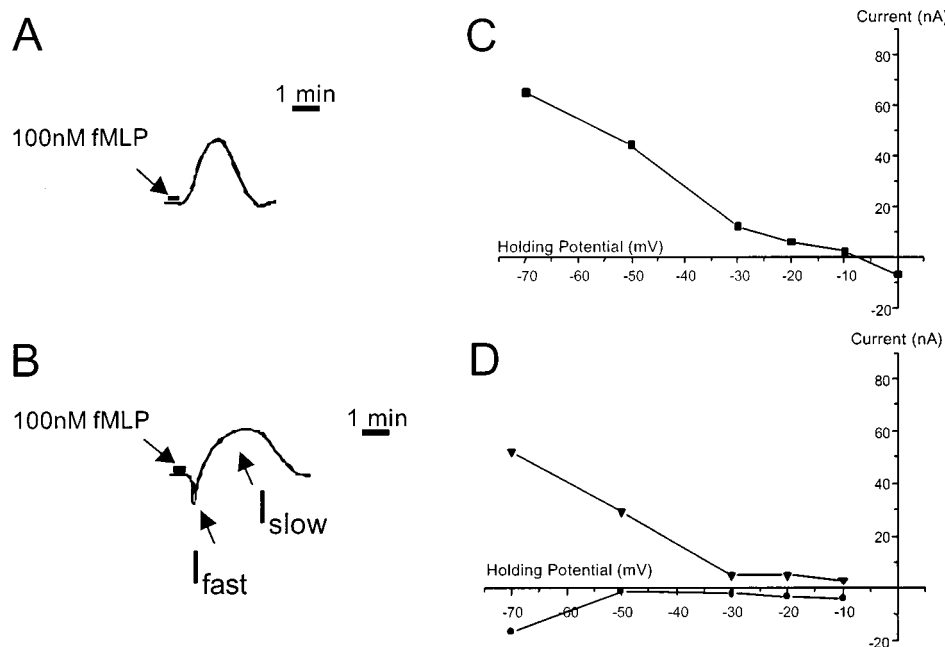 A
1 min
100nM fMLP
B
100nM fMLP
1 min
I slow
I fast
C
Current (nA)
80
60
40
20
Holding Potential (mV)
-70 -60 -50 -40 -30 -20 -10
-20
D
Current (nA)
80
60
40
20
Holding Potential (mV)
-70 -60 -50 -40 -30 -20 -10
-20